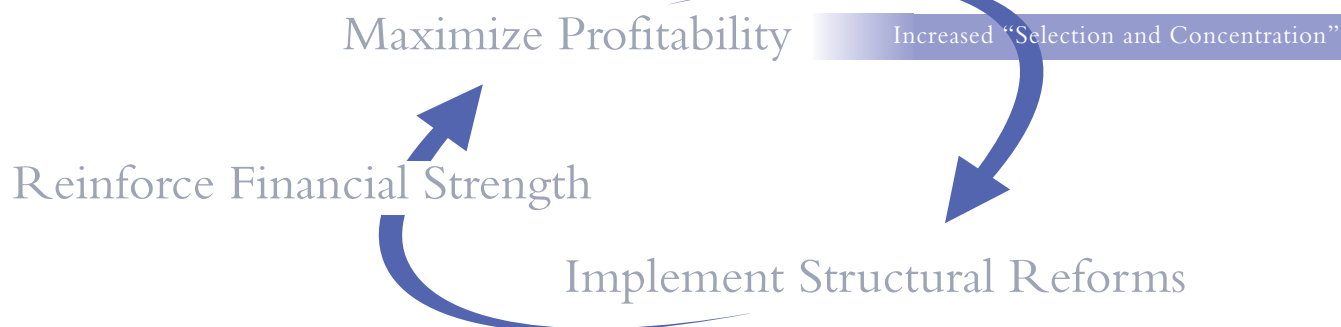 Maximize Profitability
Increased “Selection and Concentration”
Reinforce Financial Strength
Implement Structural Reforms